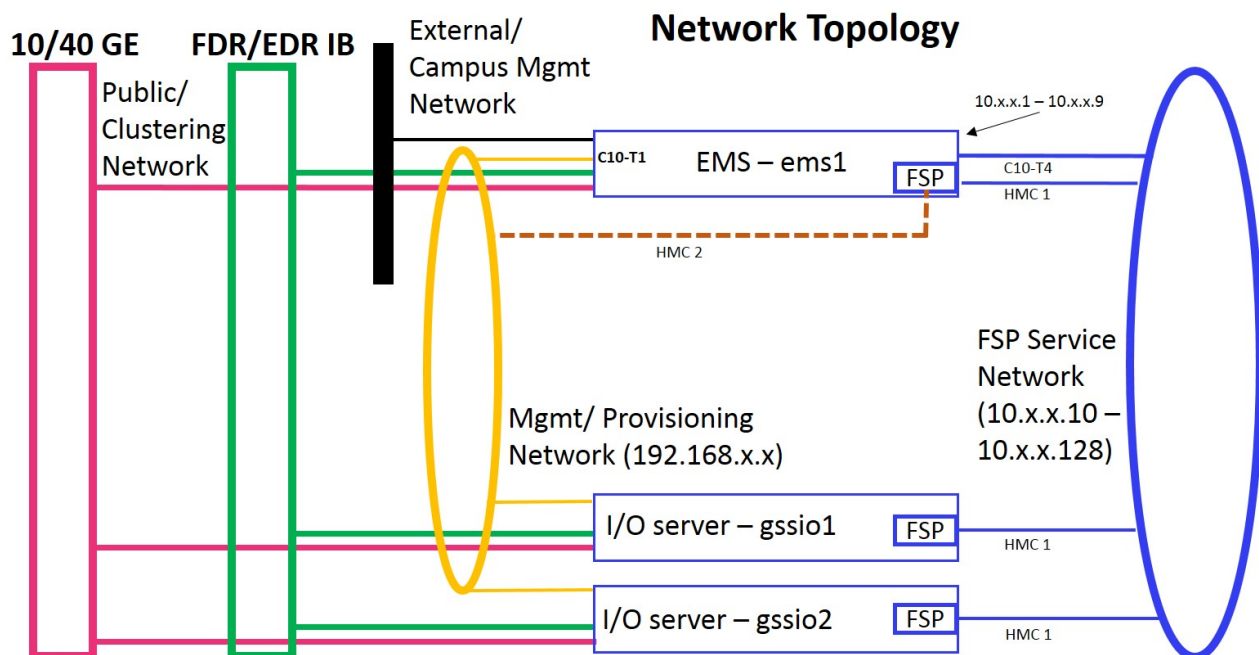 Network Topology
10/40 GE
FDR/EDR IB
External/
Campus Mgmt
Network
Public/
Clustering
Network
10.x.x.1 – 10.x.x.9
C10-T1
EMS – ems1
FSP
C10-T4
HMC 1
HMC 2
FSP Service
Network
(10.x.x.10 –
10.x.x.128)
Mgmt/ Provisioning
Network (192.168.x.x)
I/O server – gssio1
FSP
HMC 1
I/O server – gssio2
FSP
HMC 1